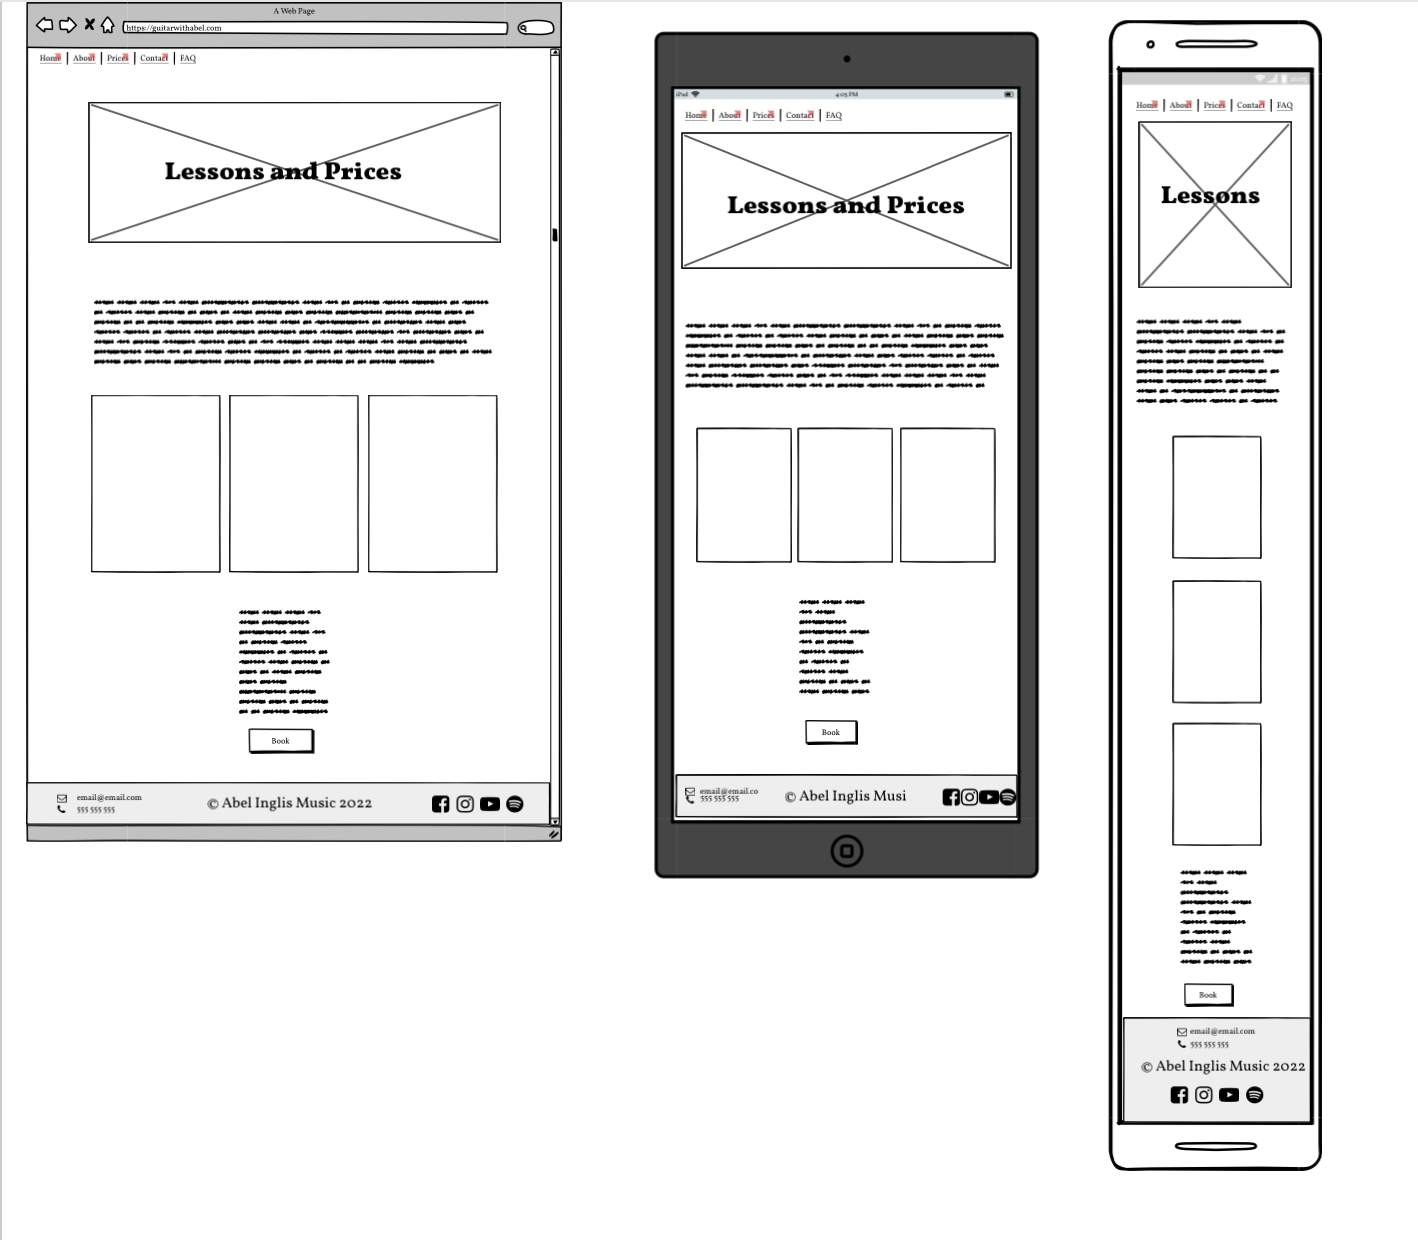 A Web Page
https://guitarwithabel.com
Home About Prices Contact FAQ
Lessons and Prices
Book
email@email.com
555 555 555
© Abel Inglis Music 2022
iPad 4:05 PM
Home About Prices Contact FAQ
Lessons and Prices
Book
email@email.co
555 555 555
© Abel Inglis Musi
Home About Prices Contact FAQ
Lessons
Book
email@email.com
555 555 555
© Abel Inglis Music 2022